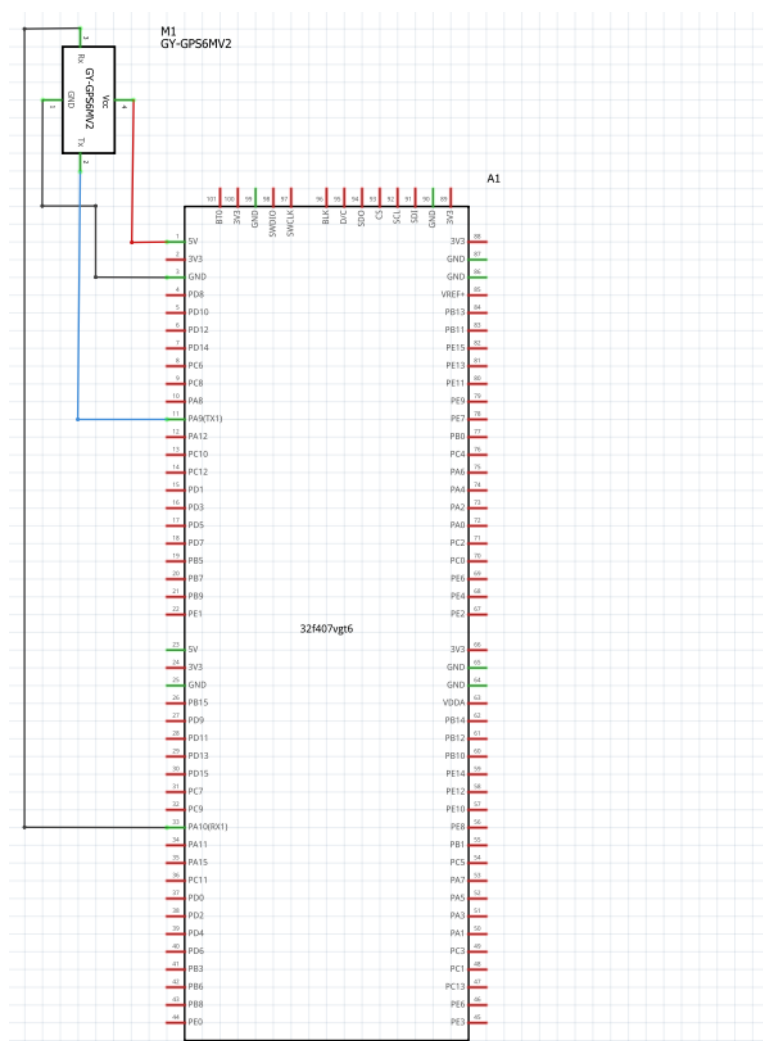 M1
GY-GPS6MV2
3
Rx
GY-GPS6MV2
GND
1
Vcc
4
Tx
2
A1
101 100 99 98 97 96 95 94 93 92 91 90 89
BT0 3V3 GND SWDIO SWCLK BLK D/C SDO CS SCL SDI GND 3V3
1 5V 3V3 88
2 3V3 GND 87
3 GND GND 86
4 PD8 VREF+ 85
5 PD10 PB13 84
6 PD12 PB11 83
7 PD14 PE15 82
8 PC6 PE13 81
9 PC8 PE11 80
10 PA8 PE9 79
11 PA9(TX1) PE7 78
12 PA12 PB0 77
13 PC10 PC4 76
14 PC12 PA6 75
15 PD1 PA4 74
16 PD3 PA2 73
17 PD5 PA0 72
18 PD7 PC2 71
19 PB5 PC0 70
20 PB7 PE6 69
21 PB9 PE4 68
22 PE1 PE2 67
32f407vgt6
23 5V 3V3 66
24 3V3 GND 65
25 GND GND 64
26 PB15 VDDA 63
27 PD9 PB14 62
28 PD11 PB12 61
29 PD13 PB10 60
30 PD15 PE14 59
31 PC7 PE12 58
32 PC9 PE10 57
33 PA10(RX1) PE8 56
34 PA11 PB1 55
35 PA15 PC5 54
36 PC11 PA7 53
37 PD0 PA5 52
38 PD2 PA3 51
39 PD4 PA1 50
40 PD6 PC3 49
41 PB3 PC1 48
42 PB6 PC13 47
43 PB8 PE6 46
44 PE0 PE3 45